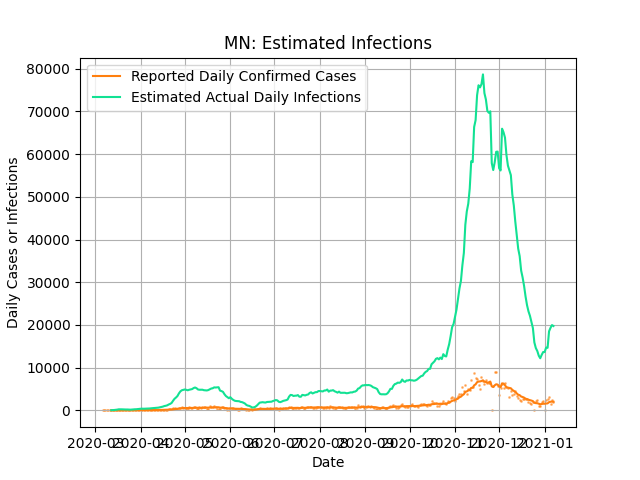 MN: Estimated Infections
Reported Daily Confirmed Cases
Estimated Actual Daily Infections
80000
70000
60000
50000
40000
30000
20000
10000
0
Daily Cases or Infections
2020-03 2020-04 2020-05 2020-06 2020-07 2020-08 2020-09 2020-10 2020-11 2020-12 2021-01
Date